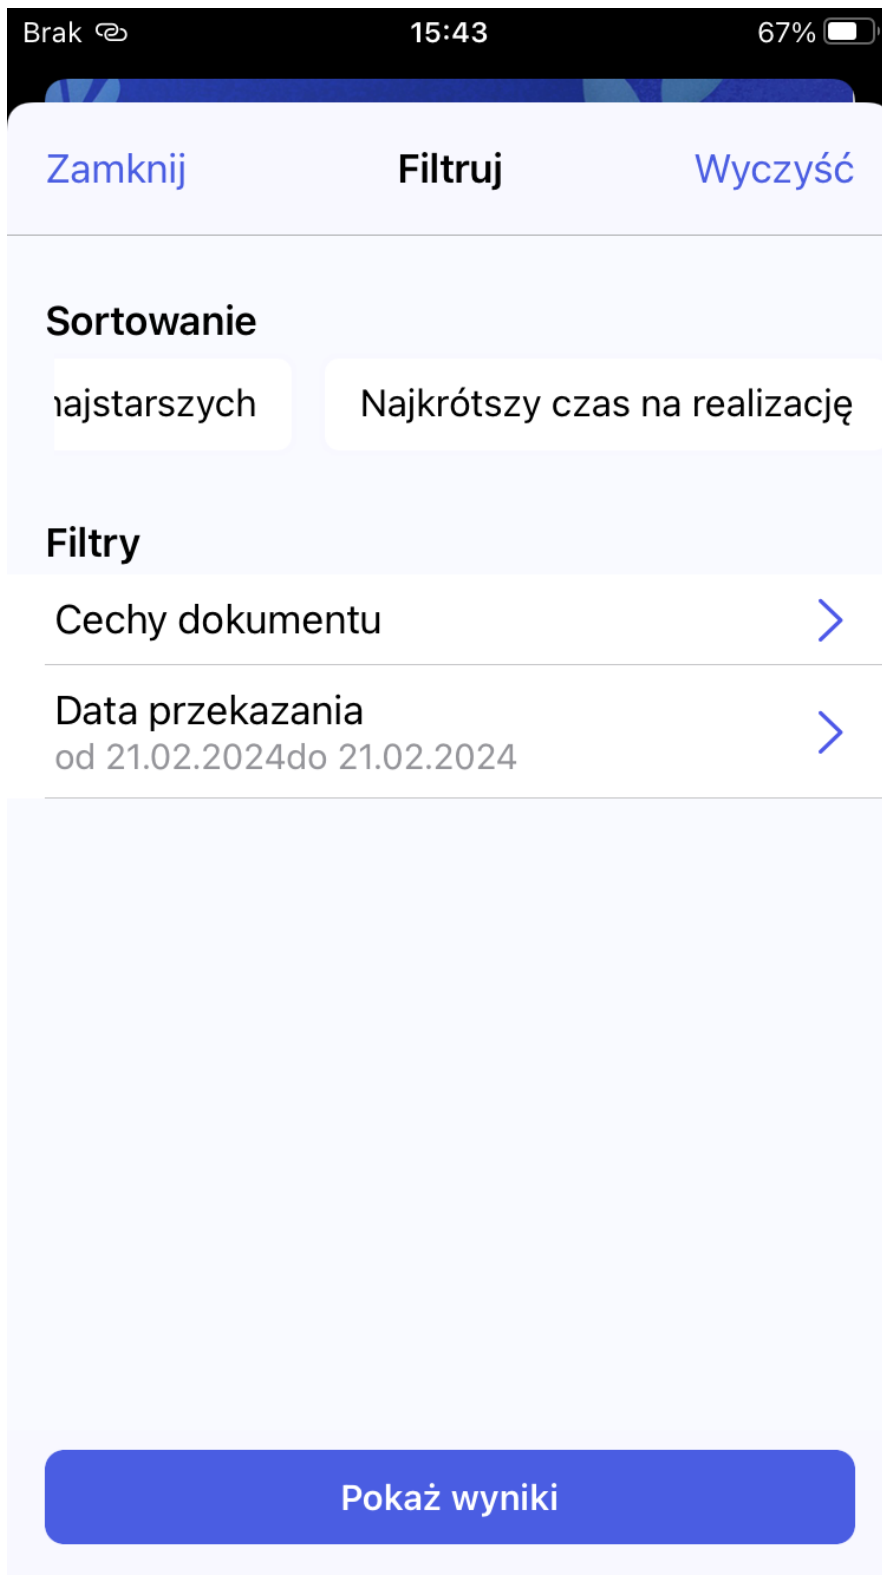 Brak
15:43
67%
Zamknij
Filtruj
Wyczyść
Sortowanie
najstarszych
Najkrótszy czas na realizację
Filtry
Cechy dokumentu
Data przekazania
od 21.02.2024do 21.02.2024
Pokaż wyniki